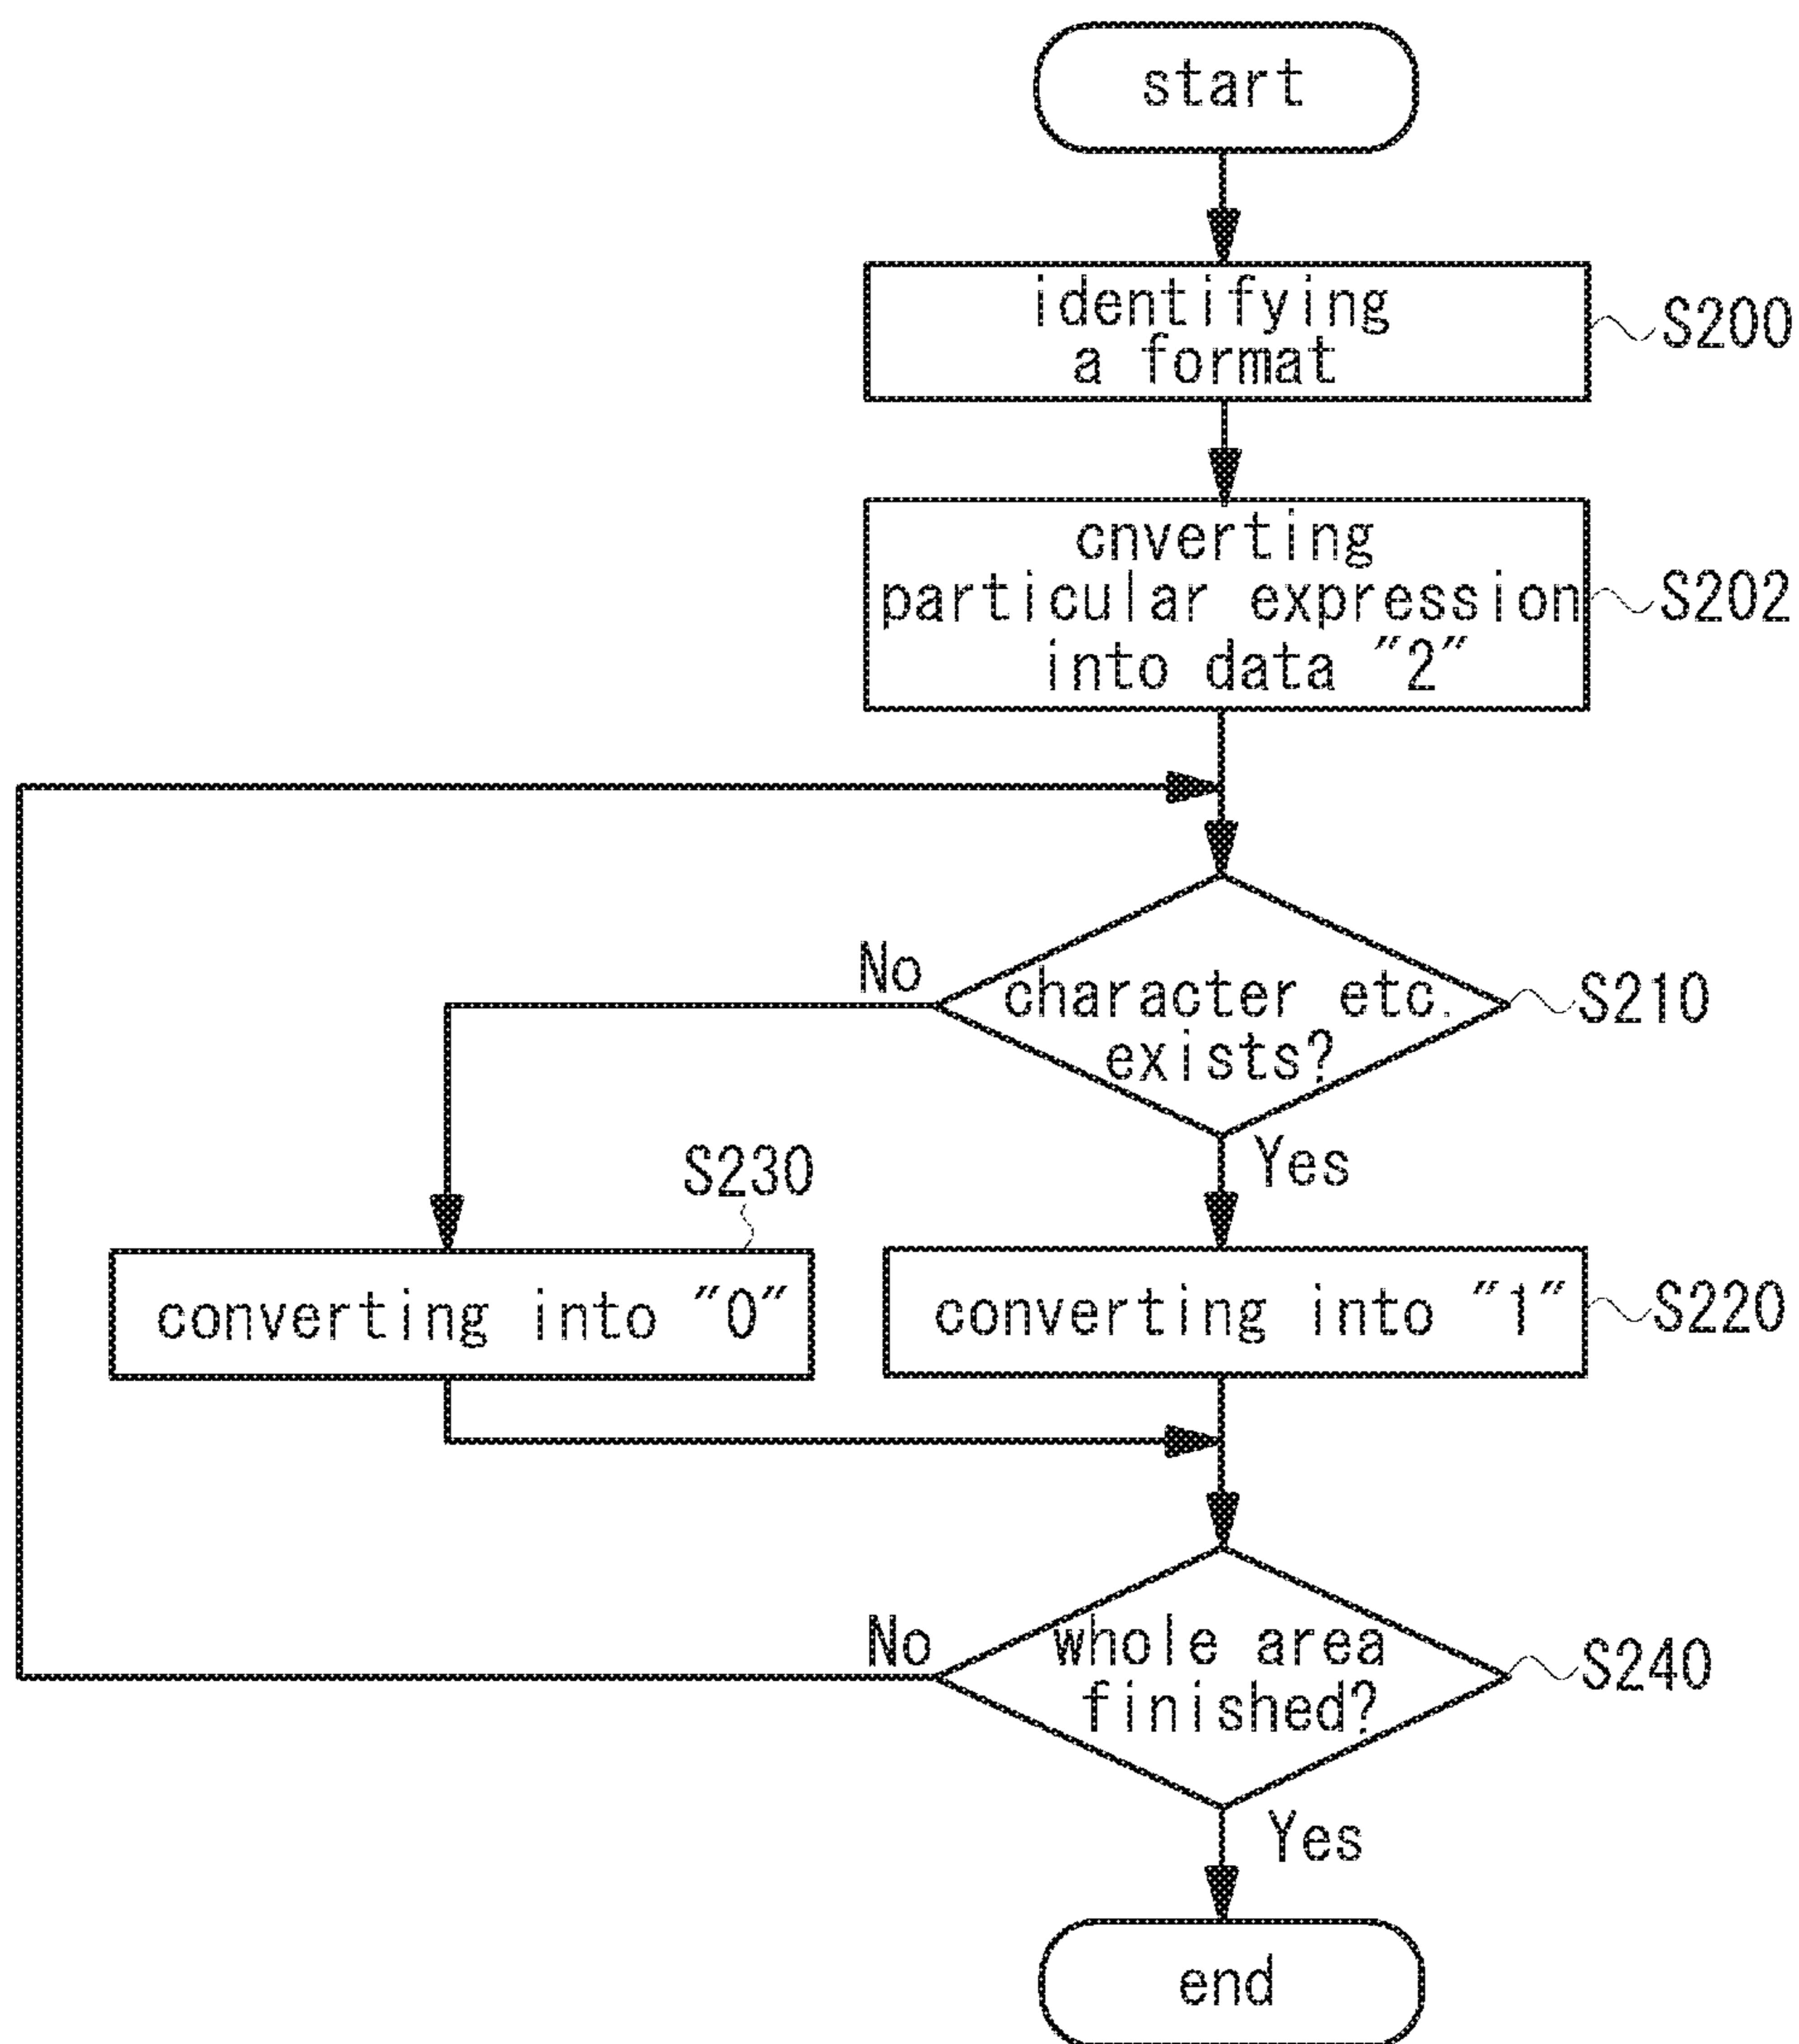 start
identifying
a format
S200
cnverting
particular expression
into data "2"
S202
No
character etc.
exists?
S210
Yes
S230
converting into "0"
converting into "1"
S220
No
whole area
finished?
S240
Yes
end